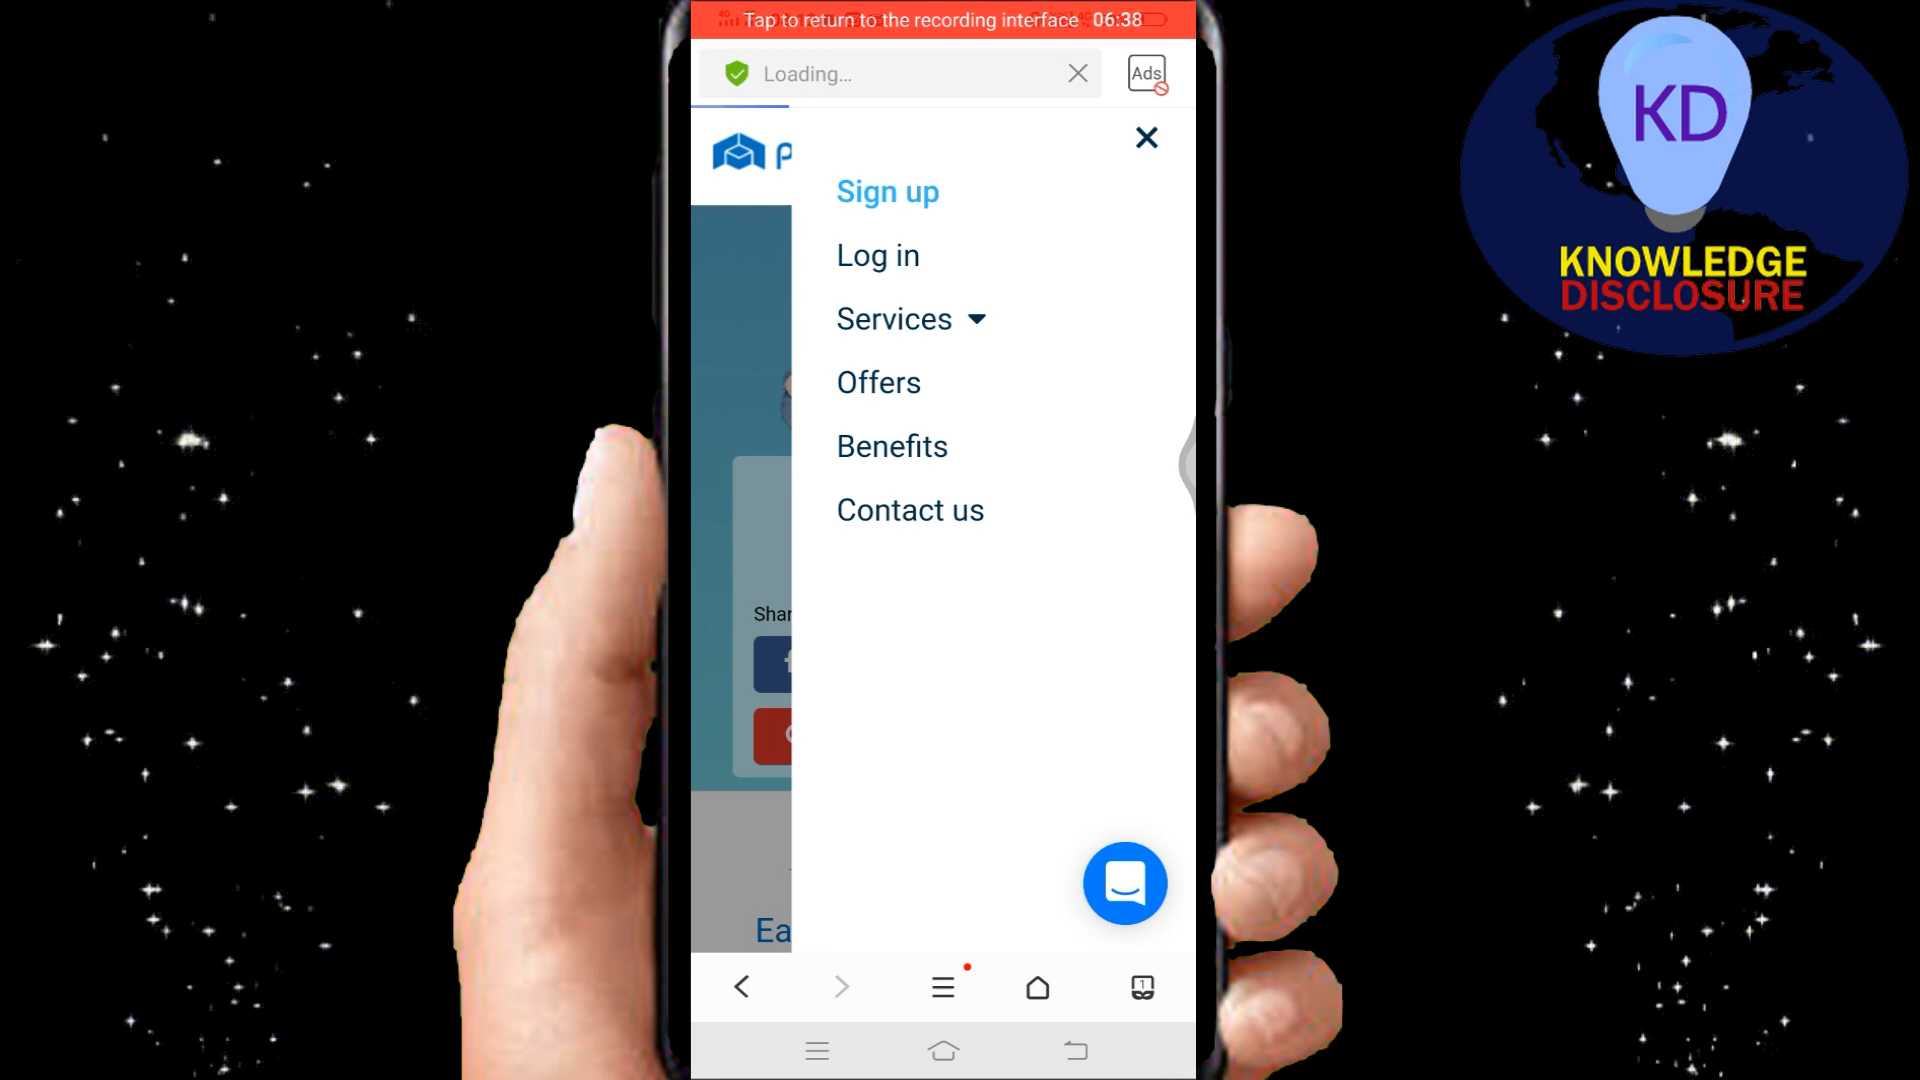 Tap to return to the recording interface 06:38
Loading...
Ads
P
Sign up
Log in
Services
Offers
Benefits
Contact us
Shar
f
G
Ea
1
KD
KNOWLEDGE
DISCLOSURE